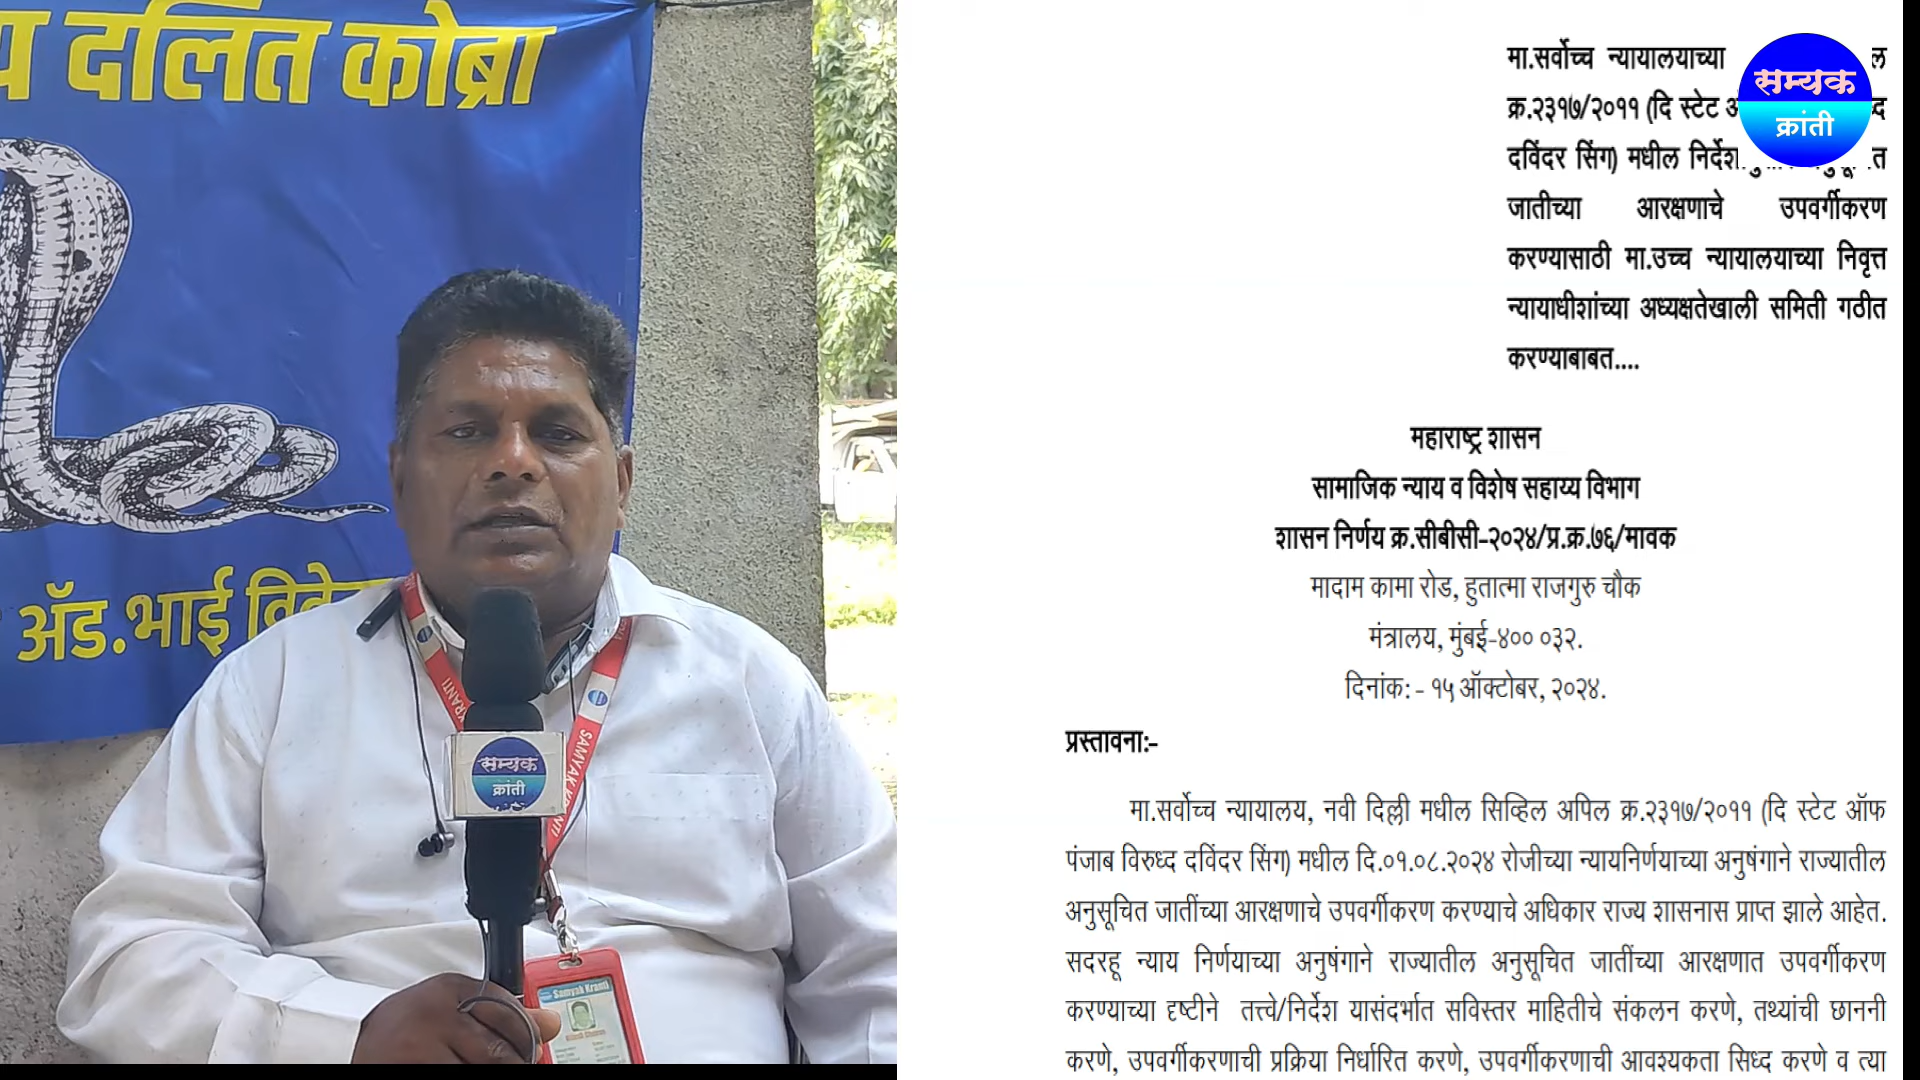 दलित कोब्रा
अ‍ॅड.भाई
SAMYAK KRANTI
सम्यक
क्रांती
Samyak Kranti
मा.सर्वोच्च न्यायालयाच्या
क्र.२३१७/२०११ (दि स्टेट
दविंदर सिंग) मधील
जातीच्या आरक्षणाचे उपवर्गीकरण
करण्यासाठी मा.उच्च न्यायालयाच्या निवृत्त
न्यायाधीशांच्या अध्यक्षतेखाली समिती गठीत
करण्याबाबत....
सम्यक
क्रांती
महाराष्ट्र शासन
सामाजिक न्याय व विशेष सहाय्य विभाग
शासन निर्णय क्र.सीबीसी-२०२४/प्र.क्र.७६/मावक
मादाम कामा रोड, हुतात्मा राजगुरु चौक
मंत्रालय, मुंबई-४०० ०३२.
दिनांक: - १५ ऑक्टोबर, २०२४.
प्रस्तावना:-
मा.सर्वोच्च न्यायालय, नवी दिल्ली मधील सिव्हिल अपिल क्र.२३१७/२०११ (दि स्टेट ऑफ
पंजाब विरुध्द दविंदर सिंग) मधील दि.०१.०८.२०२४ रोजीच्या न्यायनिर्णयाच्या अनुषंगाने राज्यातील
अनुसूचित जातींच्या आरक्षणाचे उपवर्गीकरण करण्याचे अधिकार राज्य शासनास प्राप्त झाले आहेत.
सदरहू न्याय निर्णयाच्या अनुषंगाने राज्यातील अनुसूचित जातींच्या आरक्षणात उपवर्गीकरण
करण्याच्या दृष्टीने तत्त्वे/निर्देश यासंदर्भात सविस्तर माहितीचे संकलन करणे, तथ्यांची छाननी
करणे, उपवर्गीकरणाची प्रक्रिया निर्धारित करणे, उपवर्गीकरणाची आवश्यकता सिध्द करणे व त्या